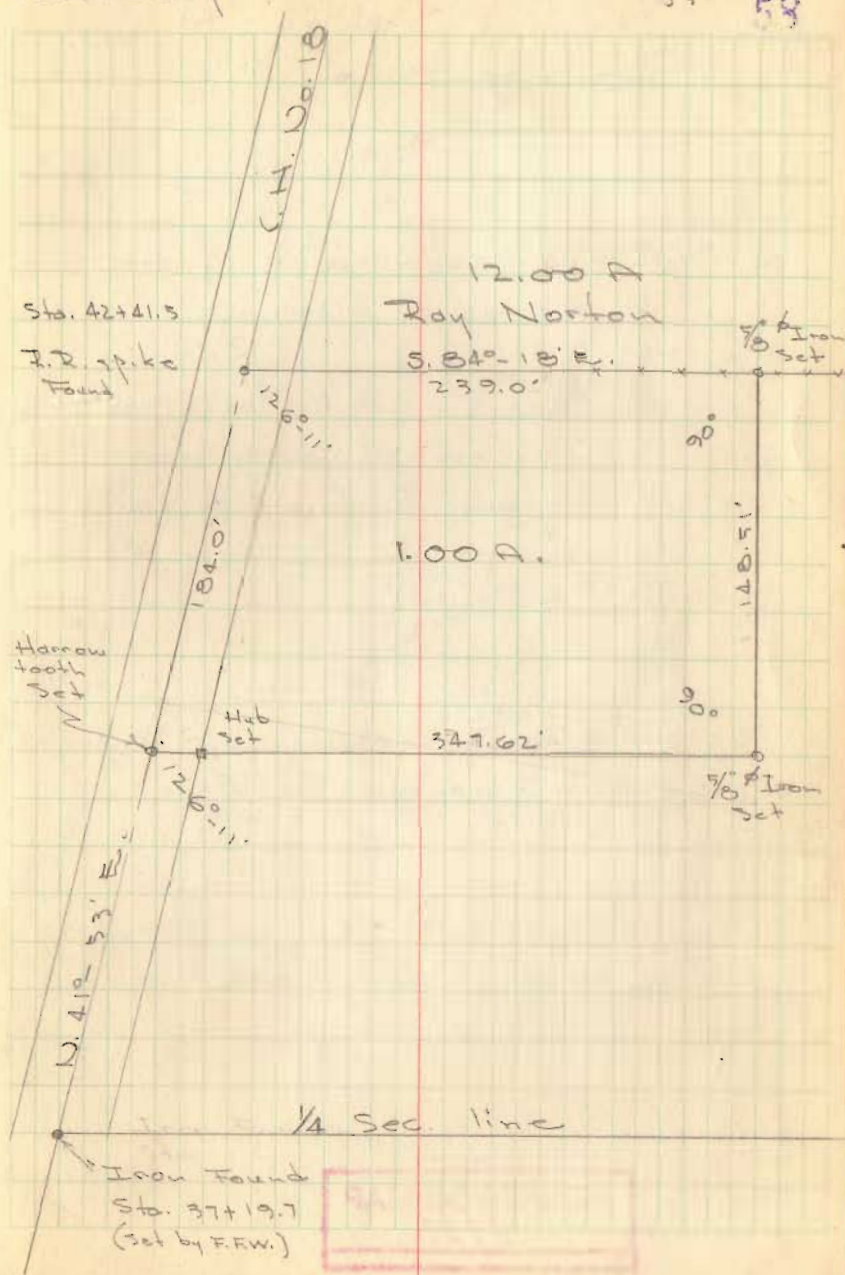 C.H. No. 18
12.00 A
Ray Norton
Sta. 42+41.5
R.R. spike
Found
S. 84°-18' E.
239.0'
5/8" ⌀ Iron
Set
126°-11'
90°
184.0'
1.00 A.
148.51'
Harrow
tooth
Set
Hub
Set
347.62'
90°
5/8" ⌀ Iron
Set
126°-11'
N. 41°-53' E.
1/4 Sec. line
Iron Found
Sta. 37+19.7
(Set by F.F.W.)